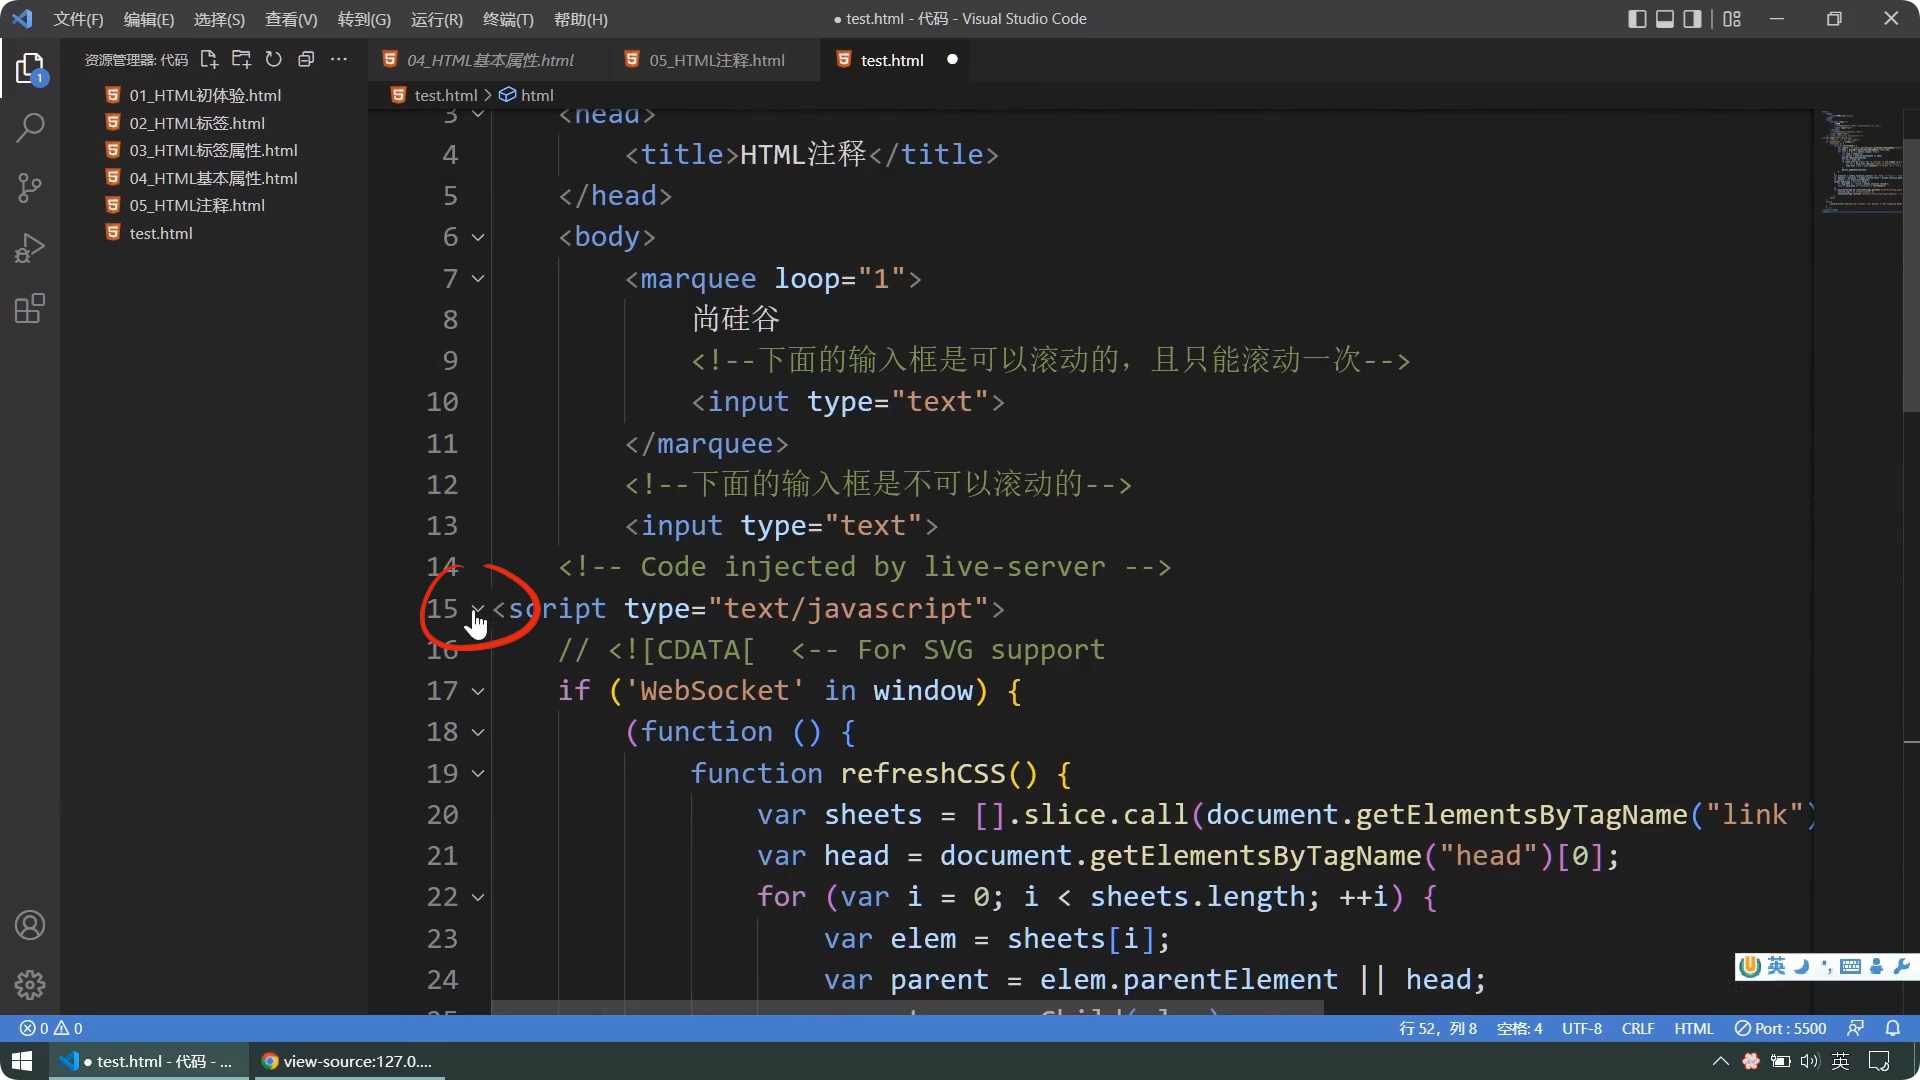 文件(F) 编辑(E) 选择(S) 查看(V) 转到(G) 运行(R) 终端(T) 帮助(H) ● test.html - 代码 - Visual Studio Code
资源管理器: 代码
04_HTML基本属性.html 05_HTML注释.html test.html
test.html > html
1
01_HTML初体验.html
02_HTML标签.html
03_HTML标签属性.html
04_HTML基本属性.html
05_HTML注释.html
test.html
3 <head>
4 <title>HTML注释</title>
5 </head>
6 <body>
7 <marquee loop="1">
8 尚硅谷
9 <!--下面的输入框是可以滚动的，且只能滚动一次-->
10 <input type="text">
11 </marquee>
12 <!--下面的输入框是不可以滚动的-->
13 <input type="text">
14 <!-- Code injected by live-server -->
15 <script type="text/javascript">
16 // <![CDATA[  <-- For SVG support
17 if ('WebSocket' in window) {
18 (function () {
19 function refreshCSS() {
20 var sheets = [].slice.call(document.getElementsByTagName("link")
21 var head = document.getElementsByTagName("head")[0];
22 for (var i = 0; i < sheets.length; ++i) {
23 var elem = sheets[i];
24 var parent = elem.parentElement || head;
0 0 行 52，列 8 空格: 4 UTF-8 CRLF HTML Port : 5500
● test.html - 代码 - ... view-source:127.0.... 英
英